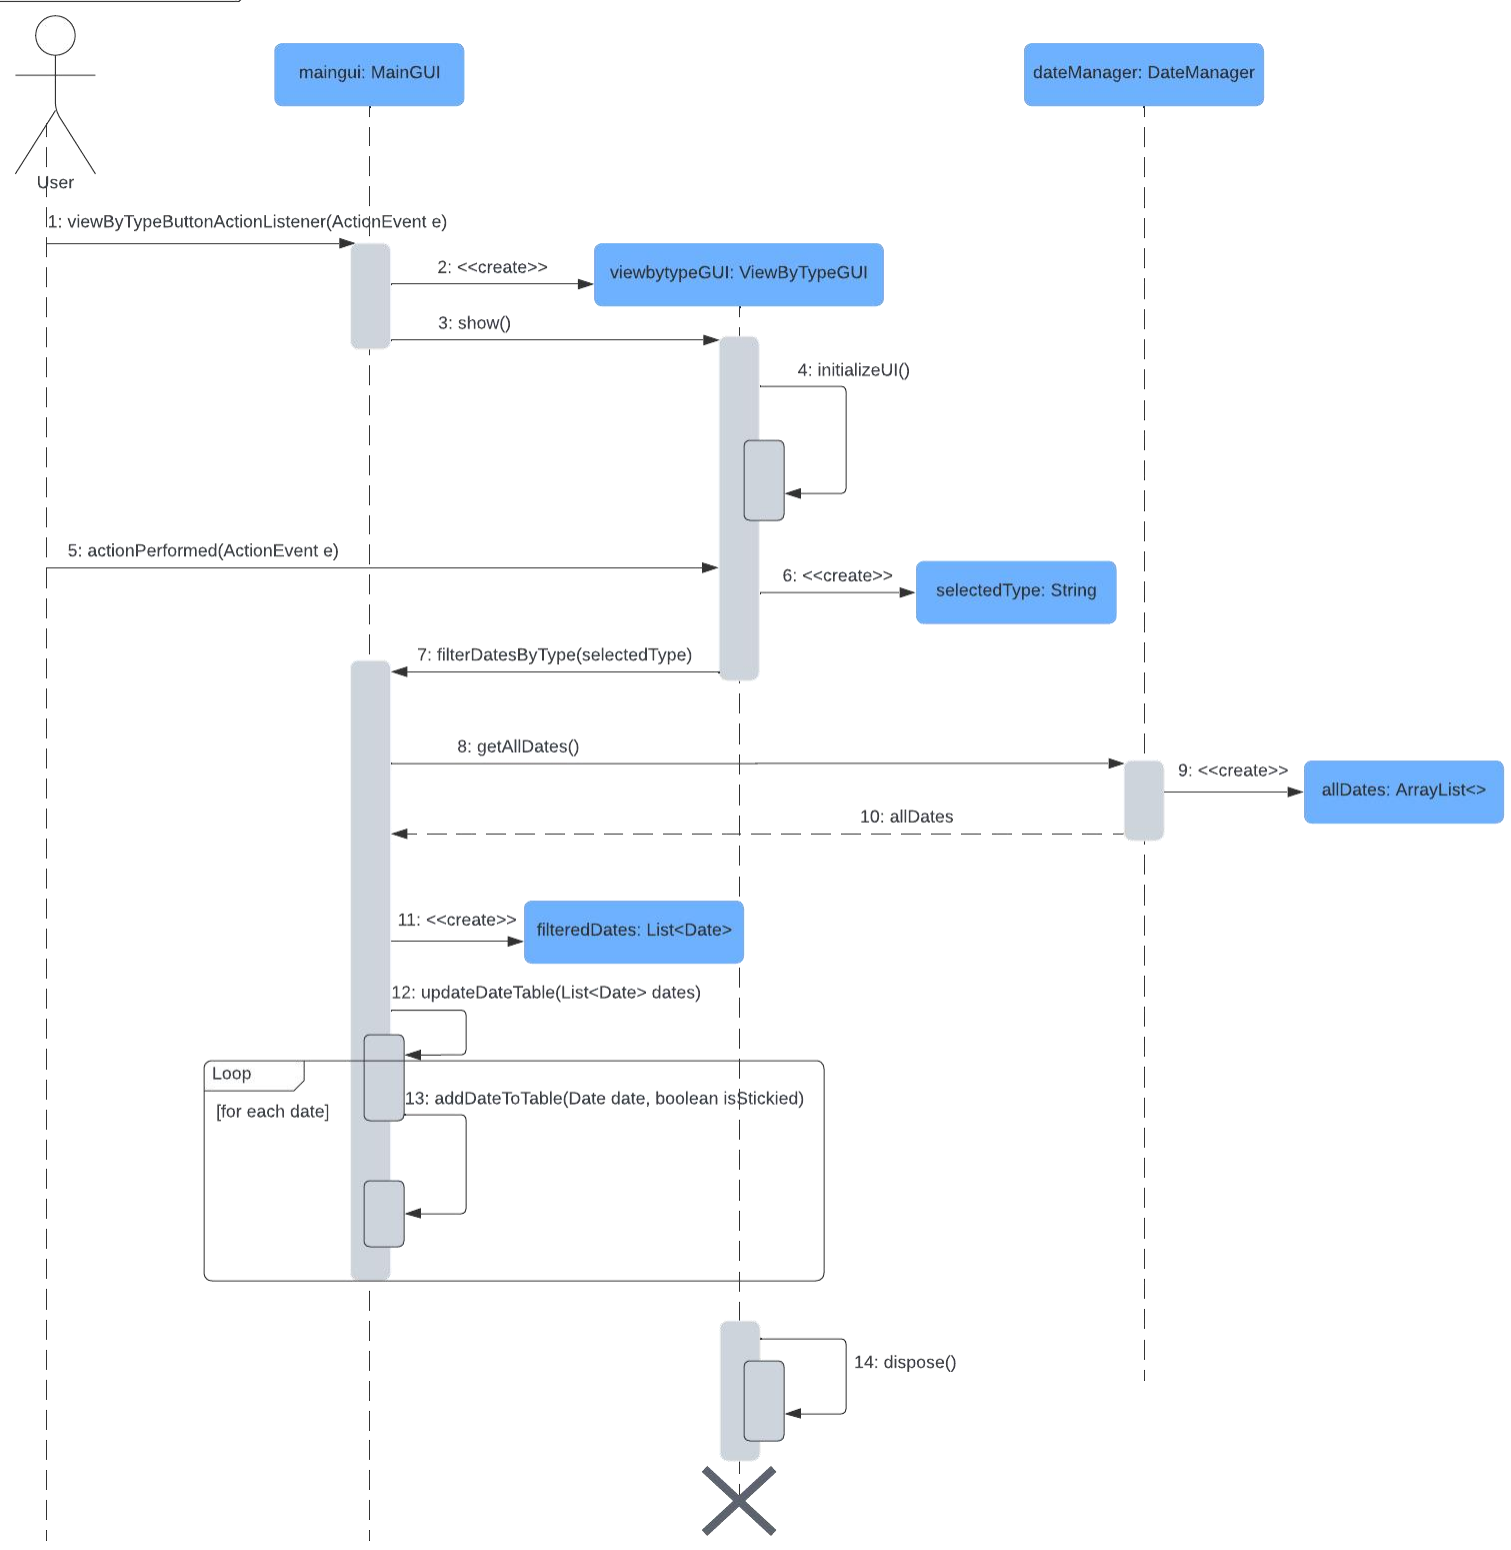 maingui: MainGUI
dateManager: DateManager
User
1: viewByTypeButtonActionListener(ActionEvent e)
2: <<create>>
viewbytypeGUI: ViewByTypeGUI
3: show()
4: initializeUI()
5: actionPerformed(ActionEvent e)
6: <<create>>
selectedType: String
7: filterDatesByType(selectedType)
8: getAllDates()
9: <<create>>
allDates: ArrayList<>
10: allDates
11: <<create>>
filteredDates: List<Date>
12: updateDateTable(List<Date> dates)
Loop
13: addDateToTable(Date date, boolean isStickied)
[for each date]
14: dispose()